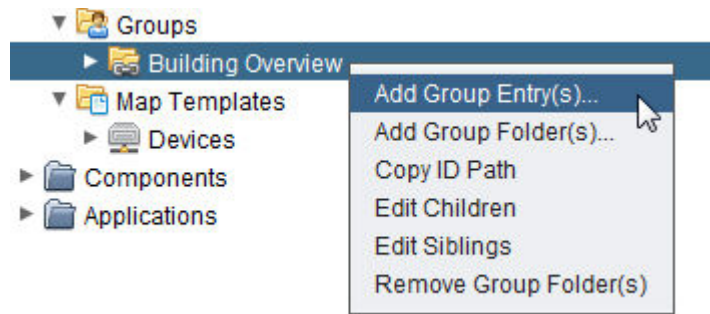 Groups
Building Overview
Map Templates
Devices
Components
Applications
Add Group Entry(s)...
Add Group Folder(s)...
Copy ID Path
Edit Children
Edit Siblings
Remove Group Folder(s)